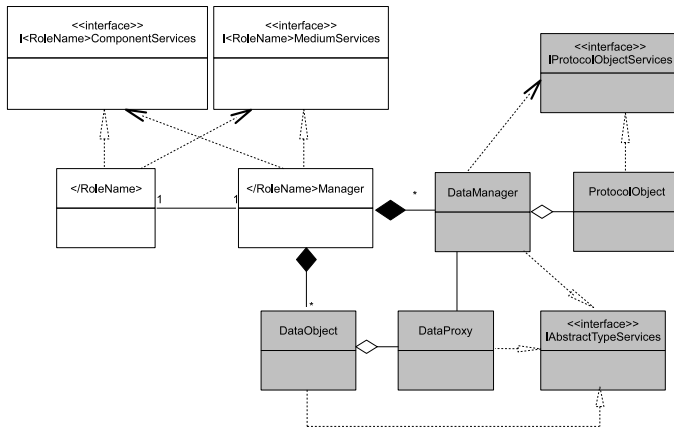 <<interface>>
I<RoleName>ComponentServices
<<interface>>
I<RoleName>MediumServices
<<interface>>
IProtocolObjectServices
</RoleName>
1
1
</RoleName>Manager
*
DataManager
ProtocolObject
*
DataObject
DataProxy
<<interface>>
IAbstractTypeServices